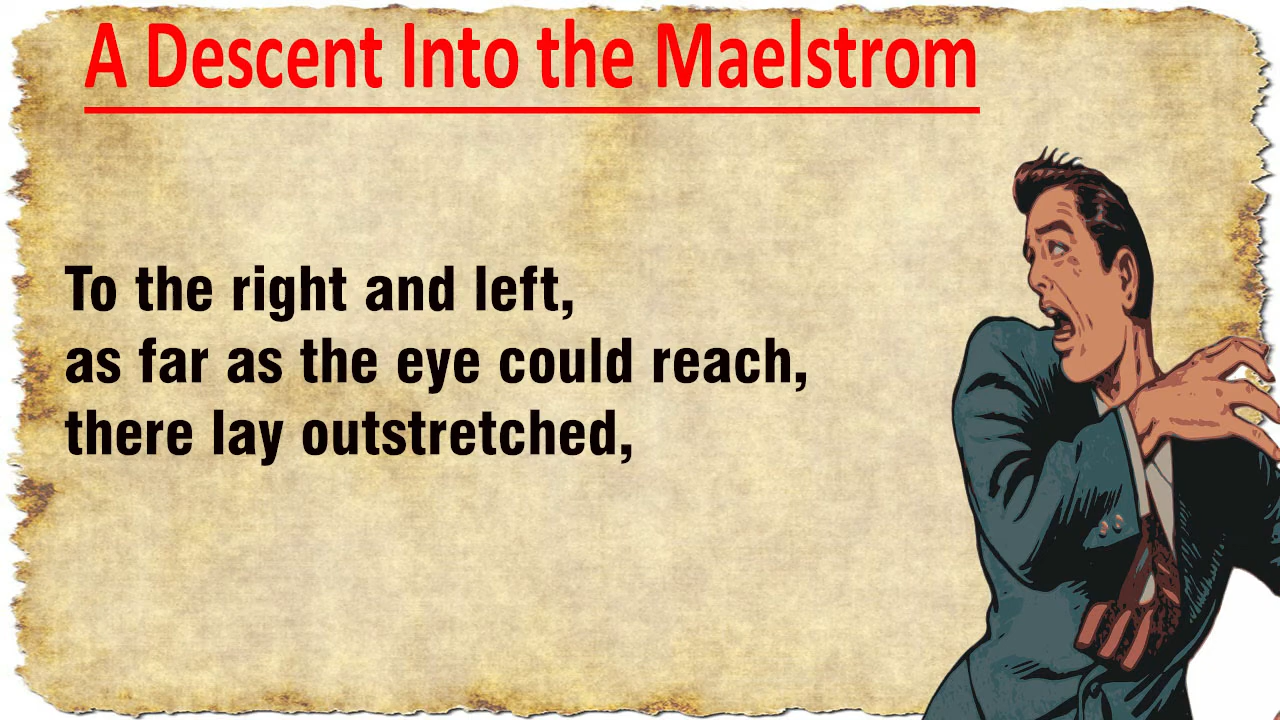 A Descent Into the Maelstrom
To the right and left,
as far as the eye could reach,
there lay outstretched,